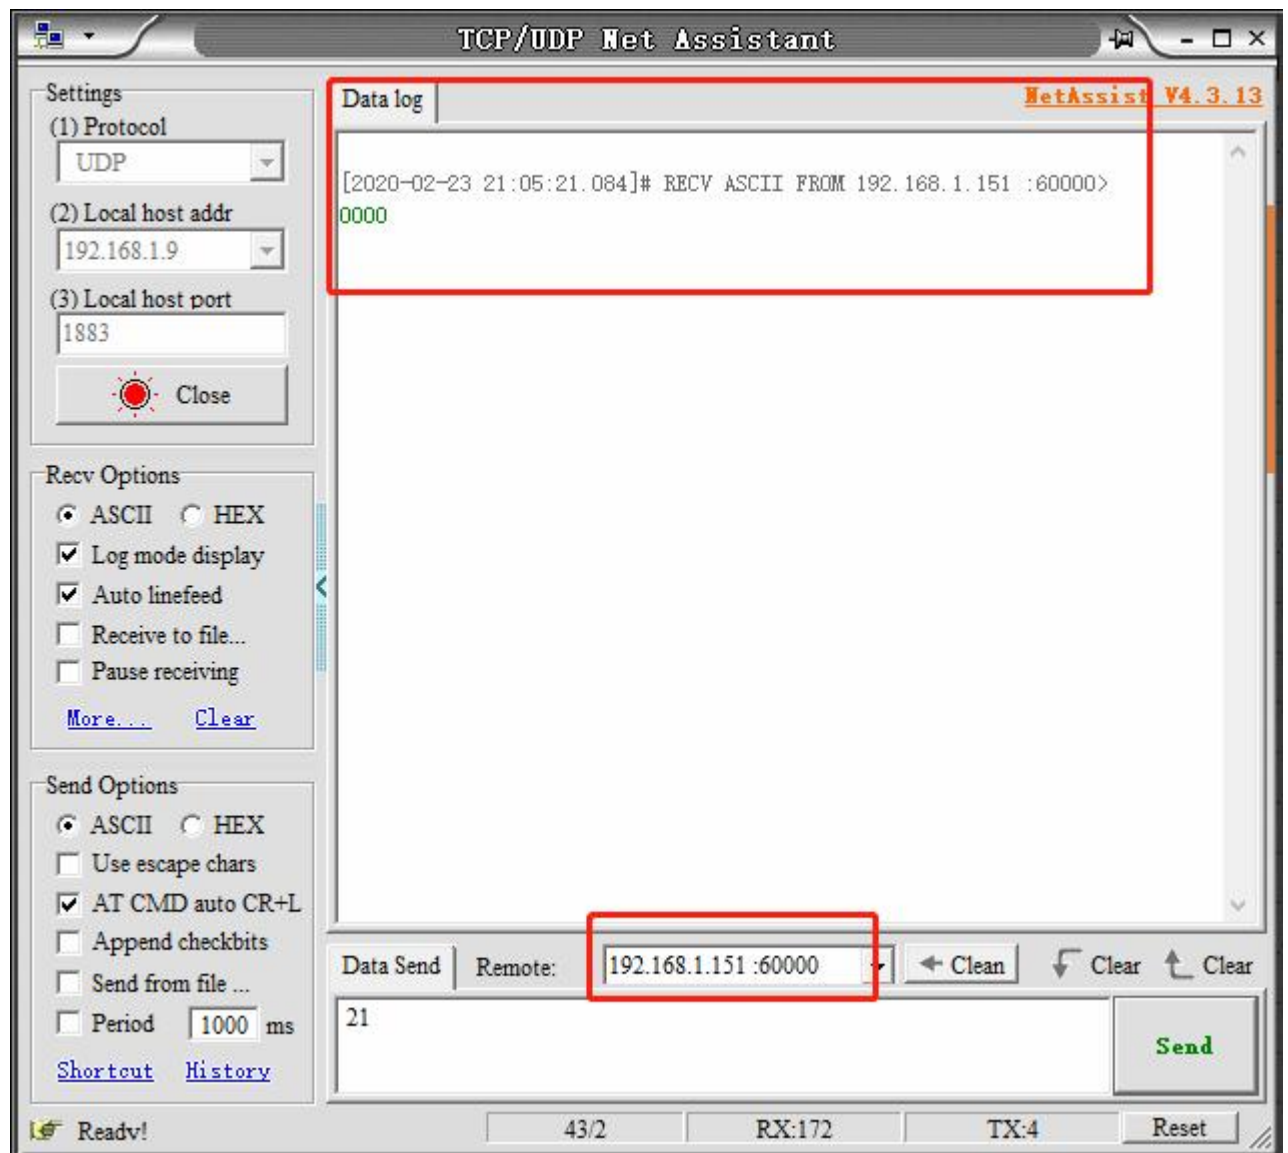 TCP/UDP Net Assistant
Settings
(1) Protocol
UDP
(2) Local host addr
192.168.1.9
(3) Local host port
1883
Close
Recv Options
ASCII HEX
Log mode display
Auto linefeed
Receive to file...
Pause receiving
More... Clear
Send Options
ASCII HEX
Use escape chars
AT CMD auto CR+L
Append checkbits
Send from file ...
Period 1000 ms
Shortcut History
Data log
NetAssist V4.3.13
[2020-02-23 21:05:21.084]# RECV ASCII FROM 192.168.1.151 :60000>
0000
Data Send Remote: 192.168.1.151 :60000 Clean Clear Clear
21
Send
Ready! 43/2 RX:172 TX:4 Reset